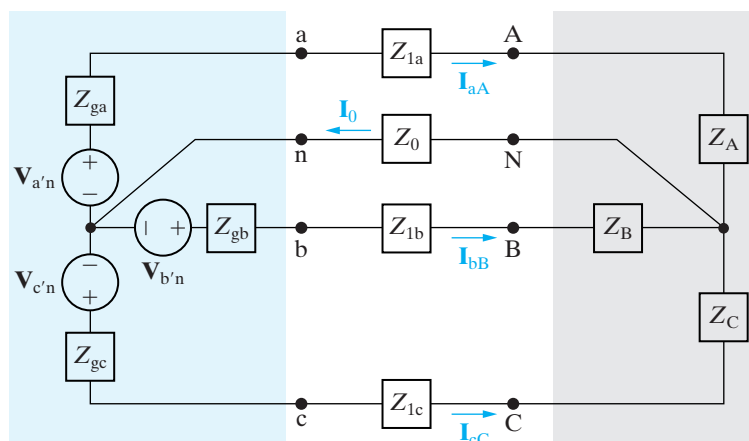 a A
Z1a
IaA
Zga
I0
Z0
n N
ZA
+
−
Va′n
− +
Vb′n
Zgb
b B
Z1b
IbB
ZB
−
+
Vc′n
ZC
Zgc
c C
Z1c
IcC